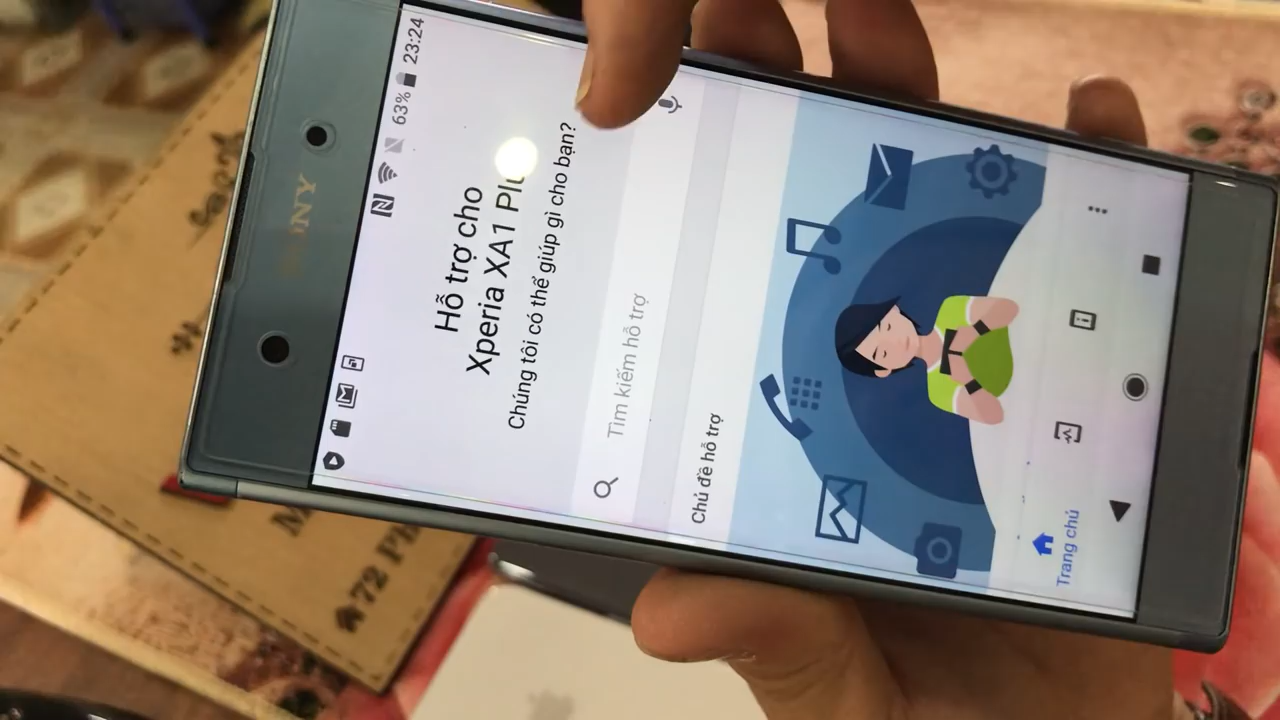 SONY
63% 23:24
Hỗ trợ cho
Xperia XA1
Chúng tôi có thể giúp gì cho bạn?
Tìm kiếm hỗ trợ
Chủ đề hỗ trợ
Trang chủ
72